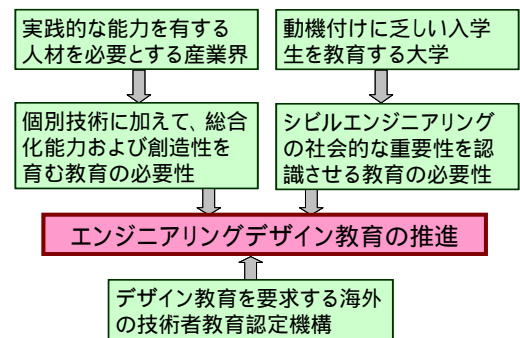 実践的な能力を有する
人材を必要とする産業界
動機付けに乏しい入学
生を教育する大学
個別技術に加えて、総合
化能力および創造性を
育む教育の必要性
シビルエンジニアリング
の社会的な重要性を認
識させる教育の必要性
エンジニアリングデザイン教育の推進
デザイン教育を要求する海外
の技術者教育認定機構